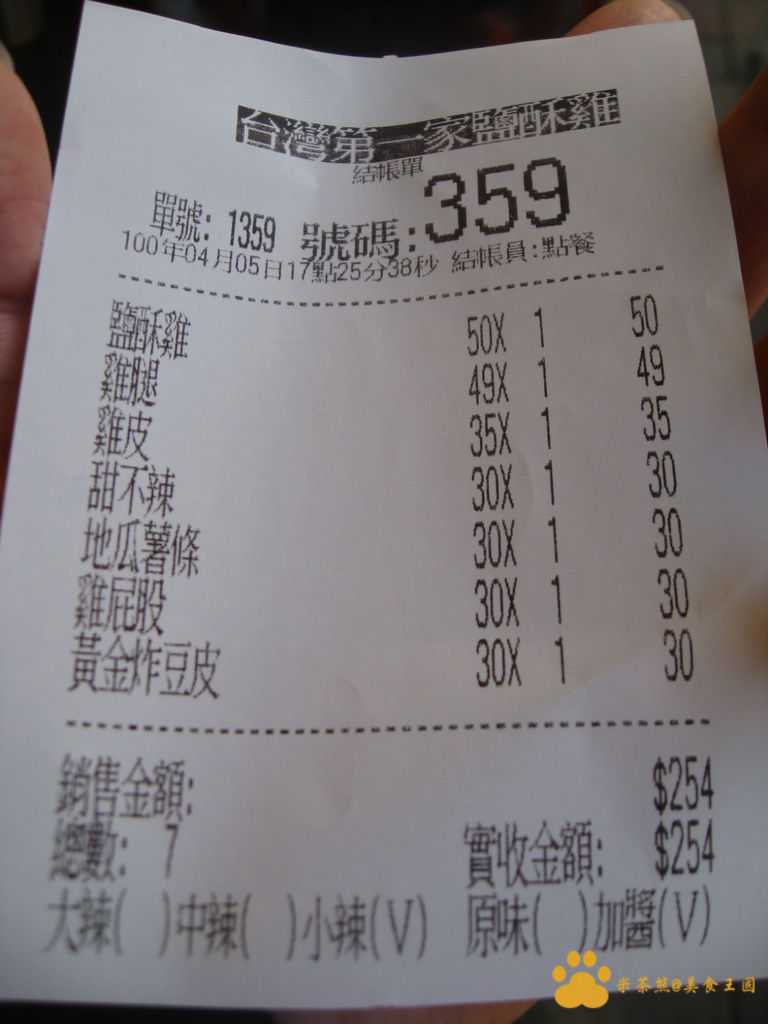 台灣第一家鹽酥雞
結帳單
單號: 1359 號碼:359
100年04月05日17點25分38秒 結帳員:點餐
鹽酥雞 50X 1 50
雞腿 49X 1 49
雞皮 35X 1 35
甜不辣 30X 1 30
地瓜薯條 30X 1 30
雞屁股 30X 1 30
黃金炸豆皮 30X 1 30
銷售金額: $254
總數: 7 實收金額: $254
大辣( )中辣( )小辣(V) 原味( )加醬(V)
米茶熊@美食王國